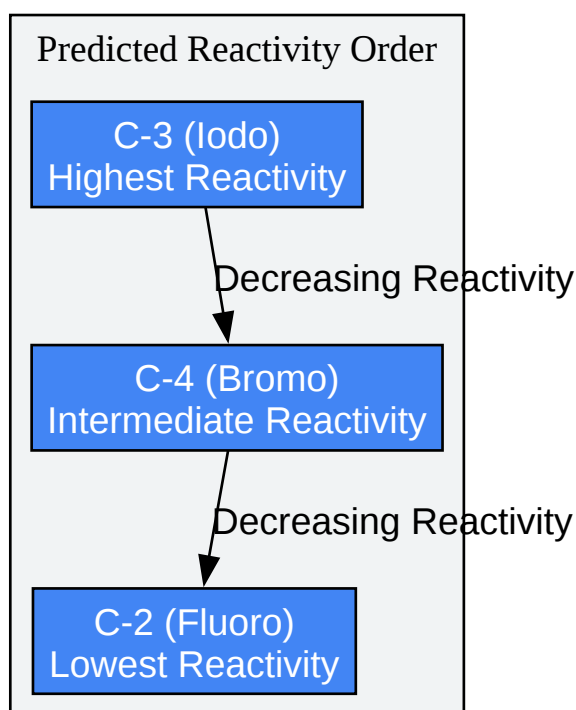 Predicted Reactivity Order
C-3 (Iodo)
Highest Reactivity
Decreasing Reactivity
C-4 (Bromo)
Intermediate Reactivity
Decreasing Reactivity
C-2 (Fluoro)
Lowest Reactivity